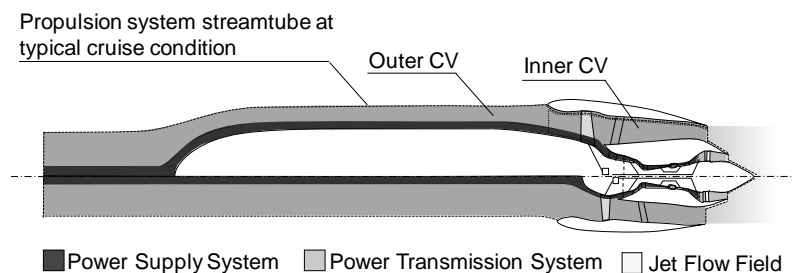 Propulsion system streamtube at
typical cruise condition
Outer CV
Inner CV
Power Supply System
Power Transmission System
Jet Flow Field